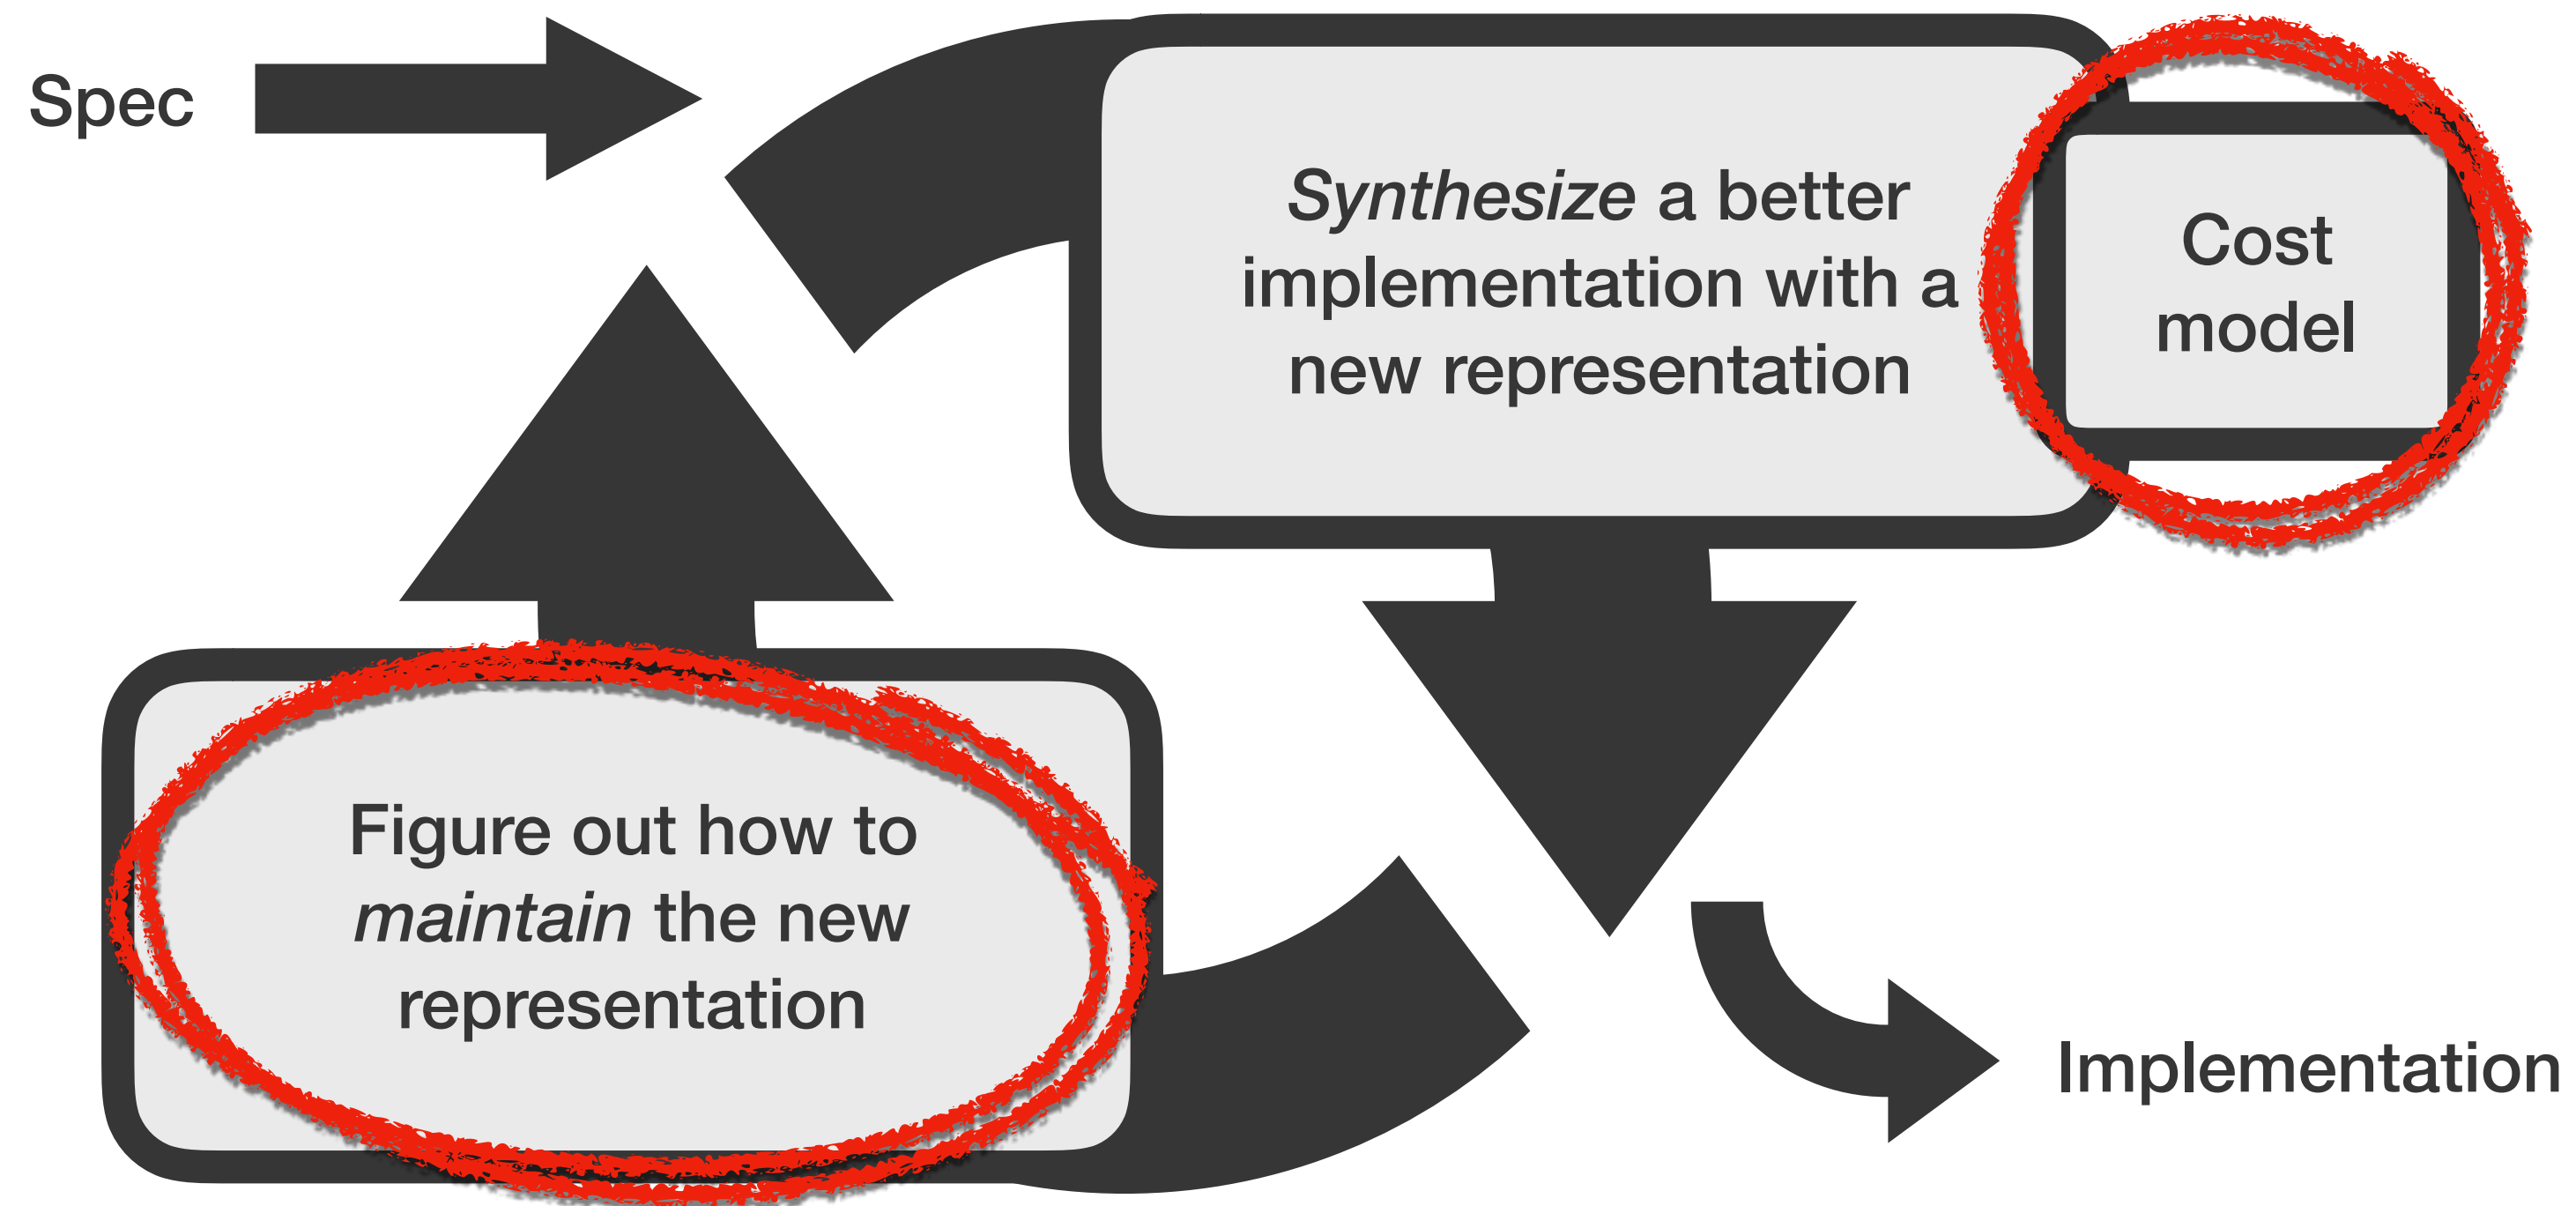 Spec
Synthesize a better
implementation with a
new representation
Cost
model
Figure out how to
maintain the new
representation
Implementation